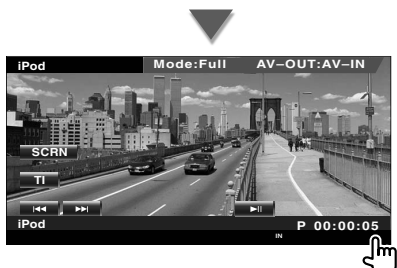 iPod Mode:Full AV–OUT:AV–IN
SCRN
TI
iPod P 00:00:05
IN